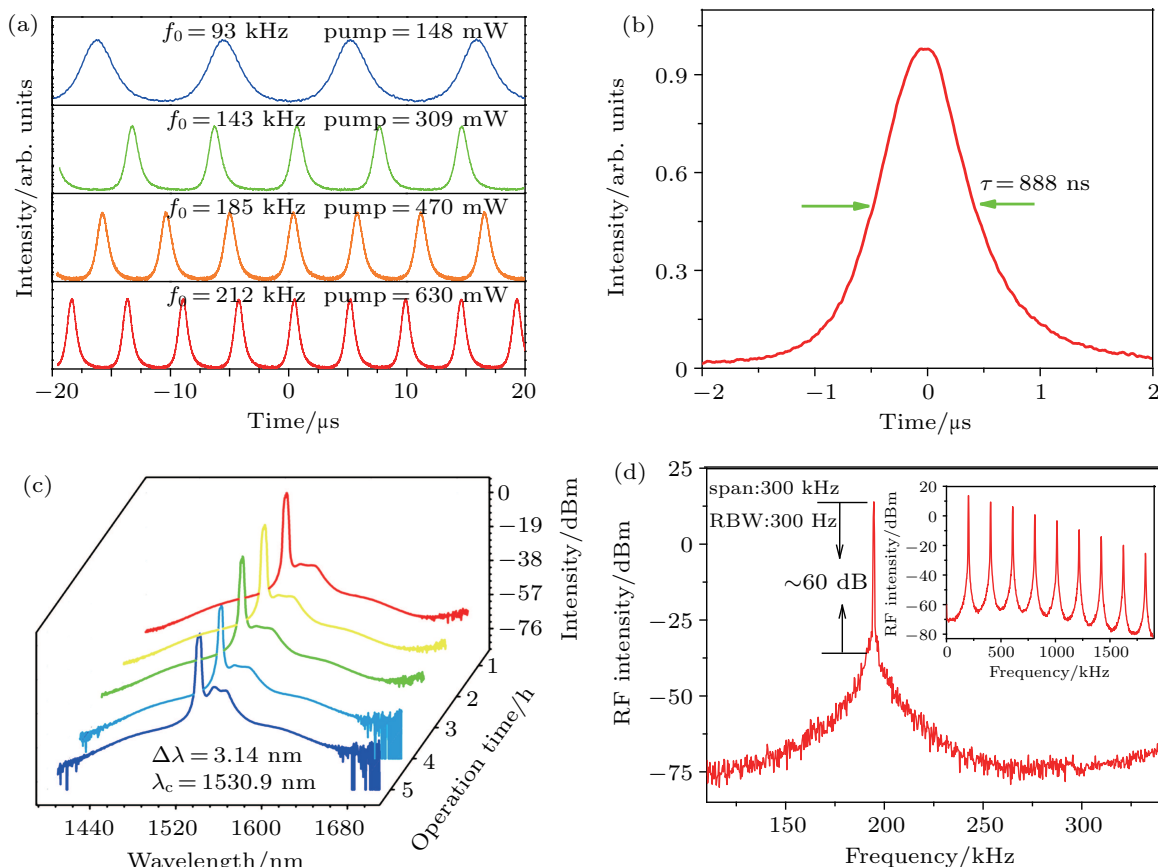 (a)
f₀ = 93 kHz pump = 148 mW
f₀ = 143 kHz pump = 309 mW
f₀ = 185 kHz pump = 470 mW
f₀ = 212 kHz pump = 630 mW
Intensity/arb. units
−20 −10 0 10 20
Time/μs
(b)
τ = 888 ns
Intensity/arb. units
0.9
0.6
0.3
0
−2 −1 0 1 2
Time/μs
(c)
0
−19
−38
−57
−76
Intensity/dBm
1
2
3
4
5
Operation time/h
Δλ = 3.14 nm
λc = 1530.9 nm
1440 1520 1600 1680
Wavelength/nm
(d)
span:300 kHz
RBW:300 Hz
~60 dB
RF intensity/dBm
25
0
−25
−50
−75
150 200 250 300
Frequency/kHz
RF intensity/dBm
20
0
−20
−40
−60
−80
0 500 1000 1500
Frequency/kHz